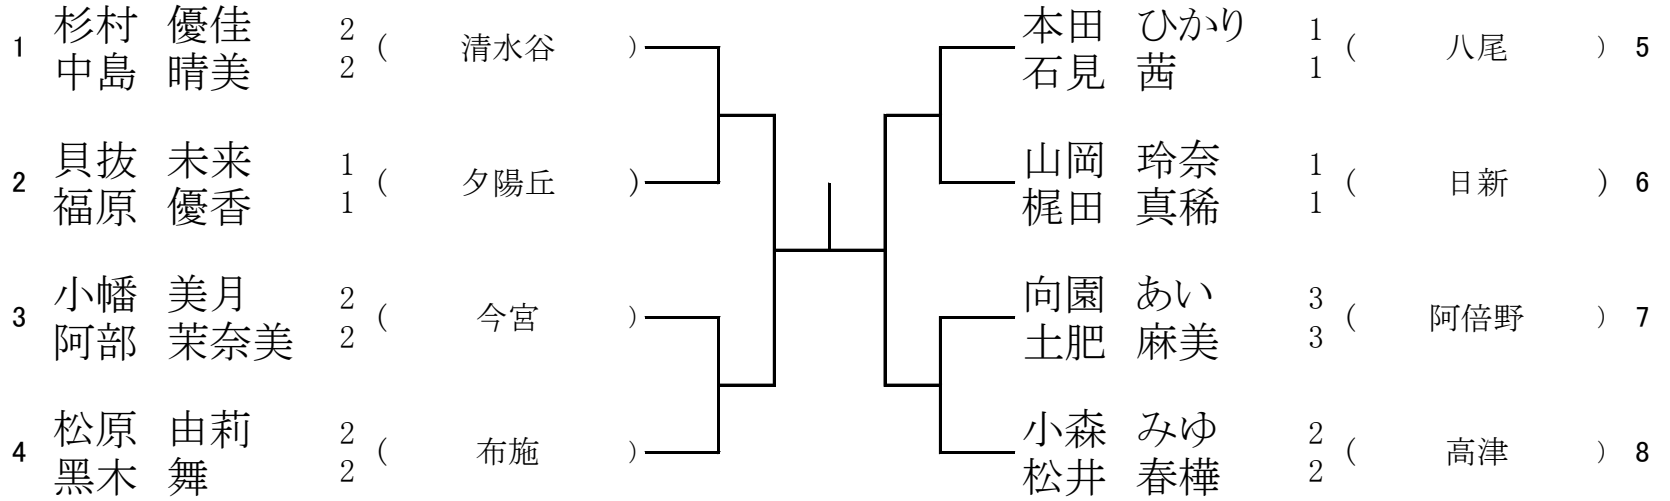 1 杉村 優佳 2 ( 清水谷 )
中島 晴美 2
2 貝抜 未来 1 ( 夕陽丘 )
福原 優香 1
3 小幡 美月 2 ( 今宮 )
阿部 茉奈美 2
4 松原 由莉 2 ( 布施 )
黒木 舞 2
本田 ひかり 1 ( 八尾 ) 5
石見 茜 1
山岡 玲奈 1 ( 日新 ) 6
梶田 真稀 1
向園 あい 3 ( 阿倍野 ) 7
土肥 麻美 3
小森 みゆ 2 ( 高津 ) 8
松井 春樺 2